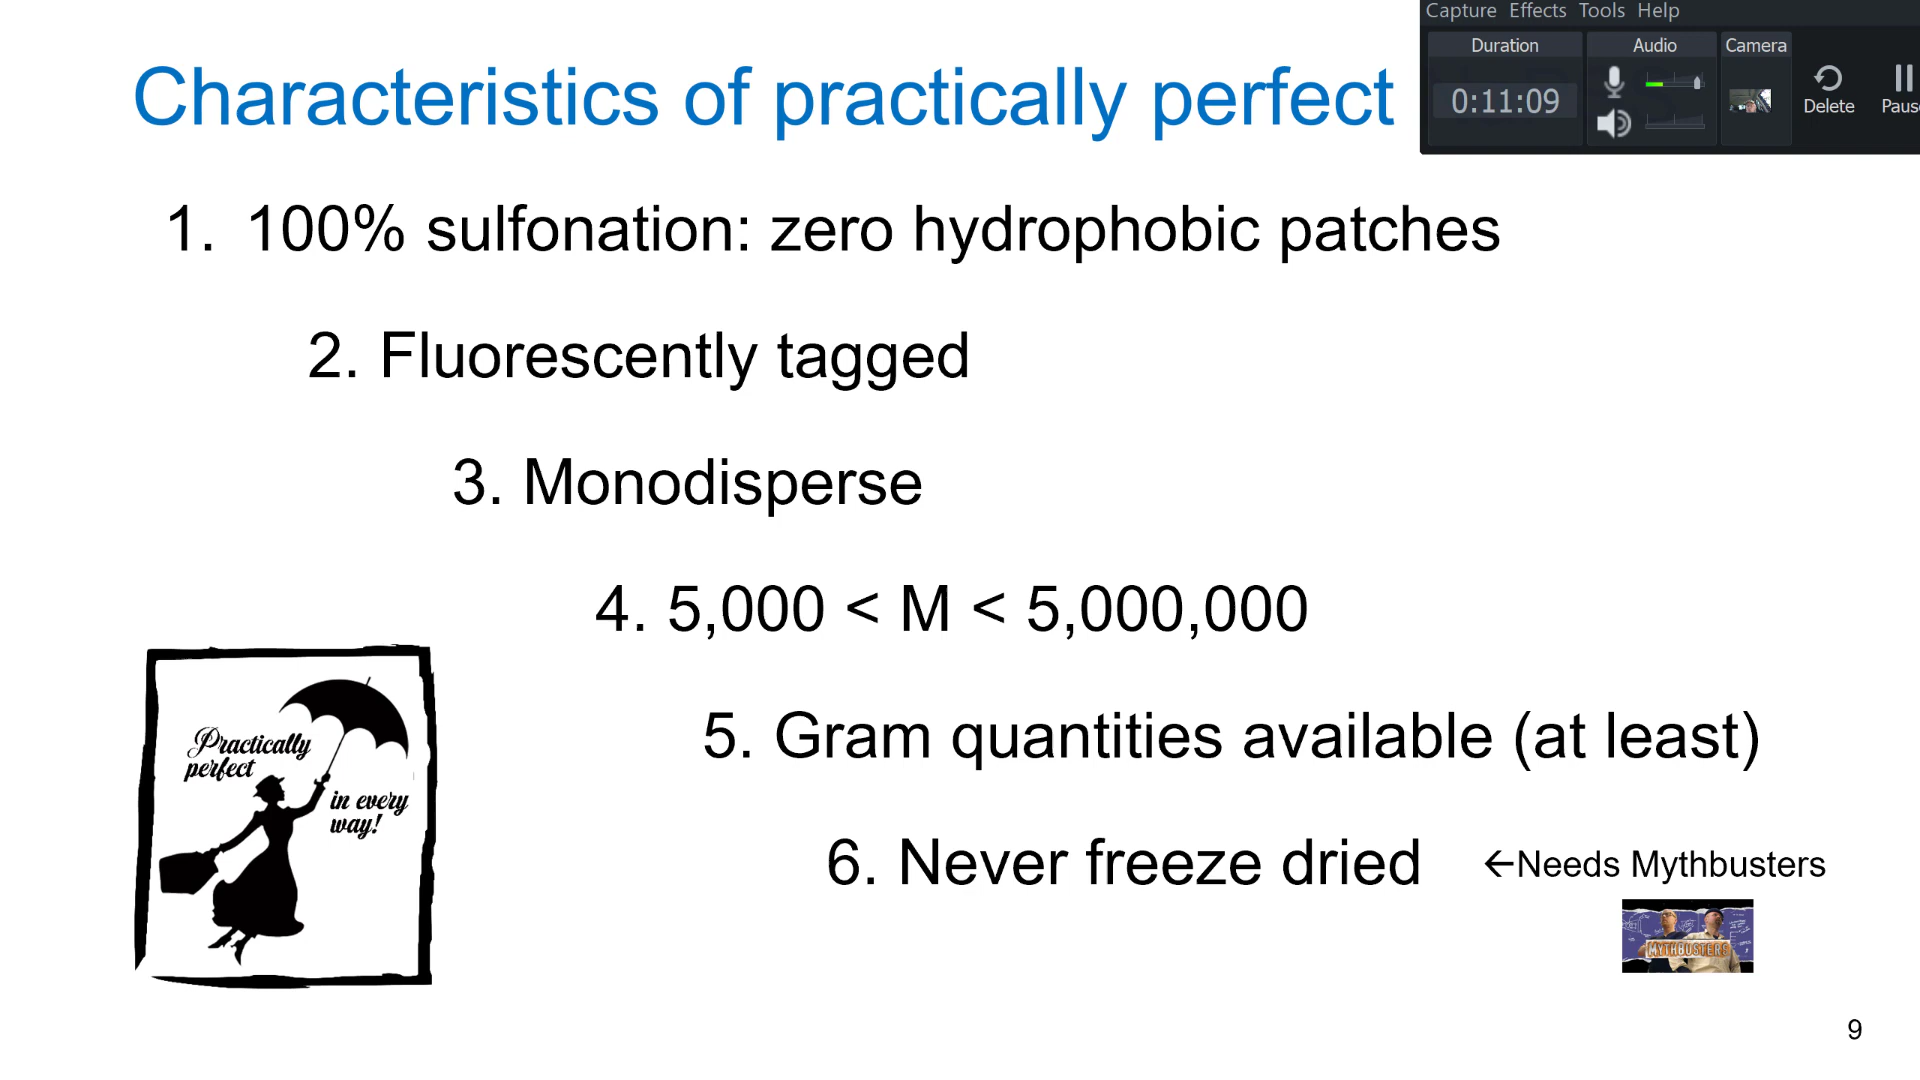 Capture Effects Tools Help
Duration Audio Camera
0:11:09
Delete
Paus
Characteristics of practically perfect
1. 100% sulfonation: zero hydrophobic patches
2. Fluorescently tagged
3. Monodisperse
4. 5,000 < M < 5,000,000
5. Gram quantities available (at least)
6. Never freeze dried
←Needs Mythbusters
MYTHBUSTERS
Practically
perfect
in every
way!
9